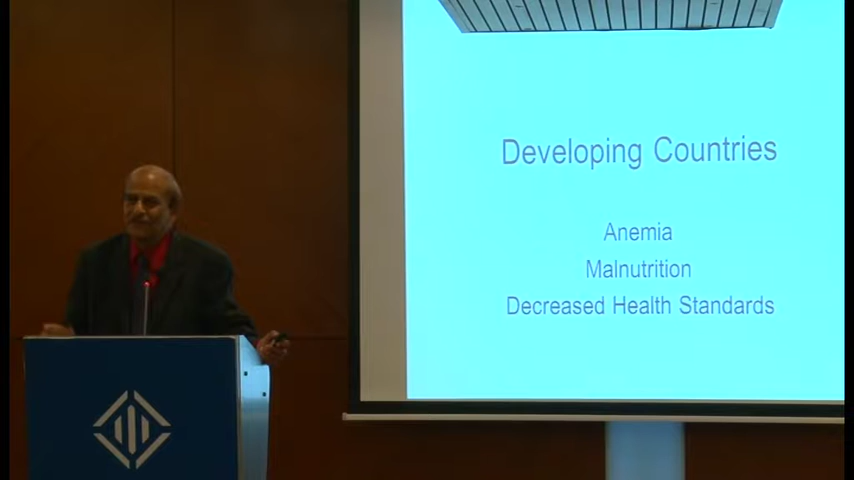 Developing Countries
Anemia
Malnutrition
Decreased Health Standards